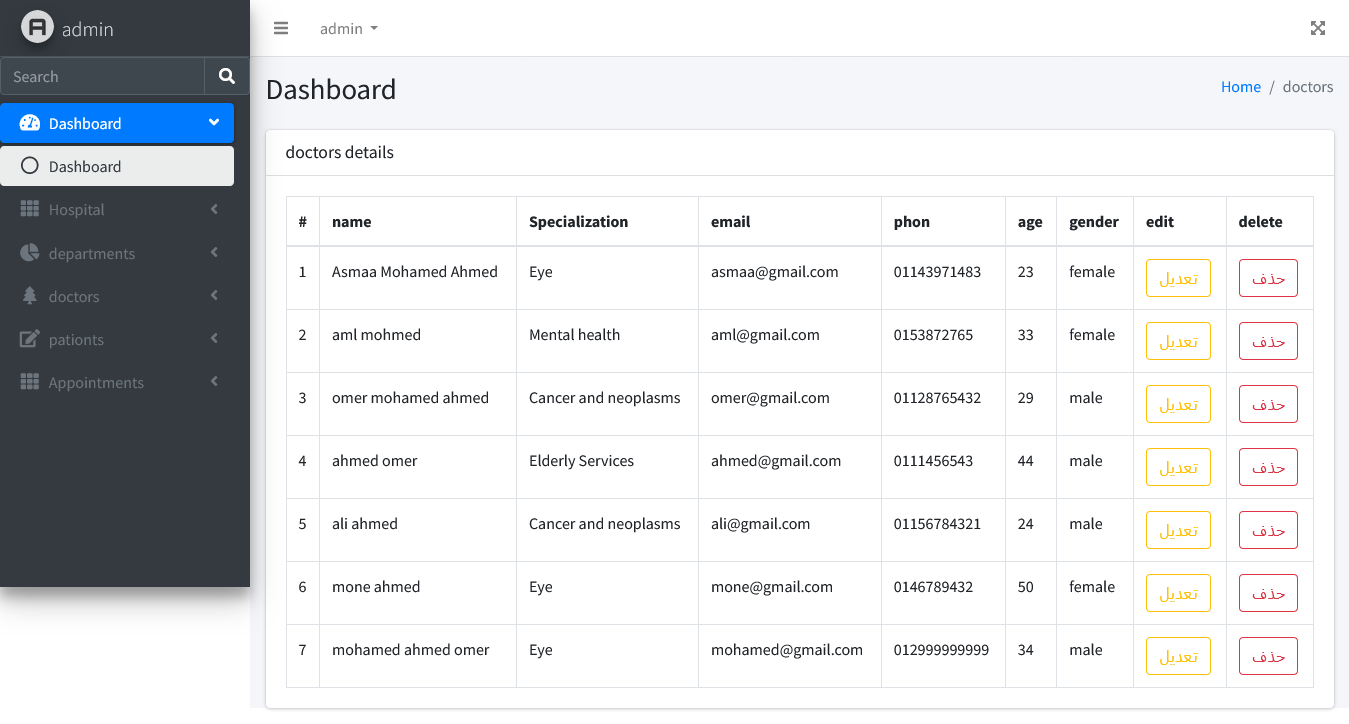 admin
admin
Search
Dashboard
Dashboard
Hospital
departments
doctors
pationts
Appointments
Dashboard
Home / doctors
doctors details
# name Specialization email phon age gender edit delete
1 Asmaa Mohamed Ahmed Eye asmaa@gmail.com 01143971483 23 female تعديل حذف
2 aml mohmed Mental health aml@gmail.com 0153872765 33 female تعديل حذف
3 omer mohamed ahmed Cancer and neoplasms omer@gmail.com 01128765432 29 male تعديل حذف
4 ahmed omer Elderly Services ahmed@gmail.com 0111456543 44 male تعديل حذف
5 ali ahmed Cancer and neoplasms ali@gmail.com 01156784321 24 male تعديل حذف
6 mone ahmed Eye mone@gmail.com 0146789432 50 female تعديل حذف
7 mohamed ahmed omer Eye mohamed@gmail.com 012999999999 34 male تعديل حذف